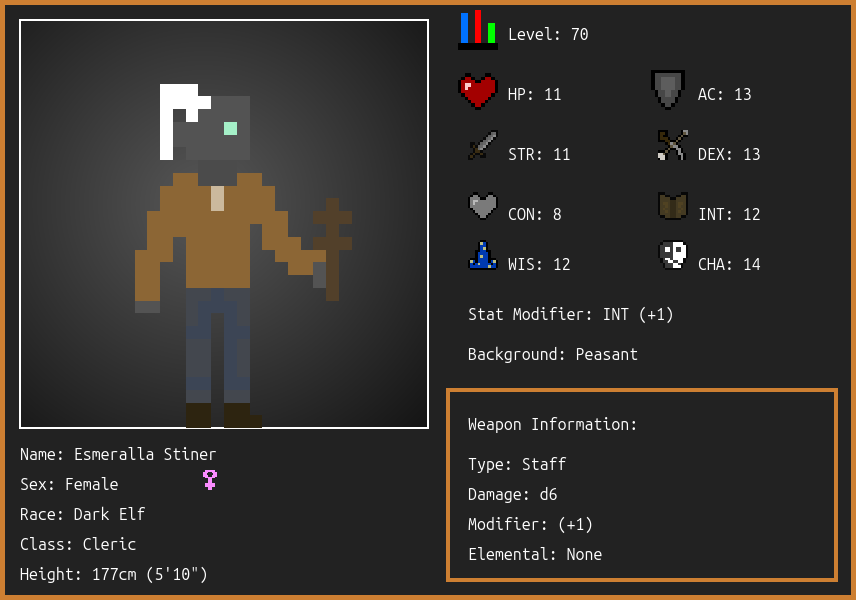 Level: 70
HP: 11
AC: 13
STR: 11
DEX: 13
CON: 8
INT: 12
WIS: 12
CHA: 14
Stat Modifier: INT (+1)
Background: Peasant
Weapon Information:
Type: Staff
Damage: d6
Modifier: (+1)
Elemental: None
Name: Esmeralla Stiner
Sex: Female
Race: Dark Elf
Class: Cleric
Height: 177cm (5'10")